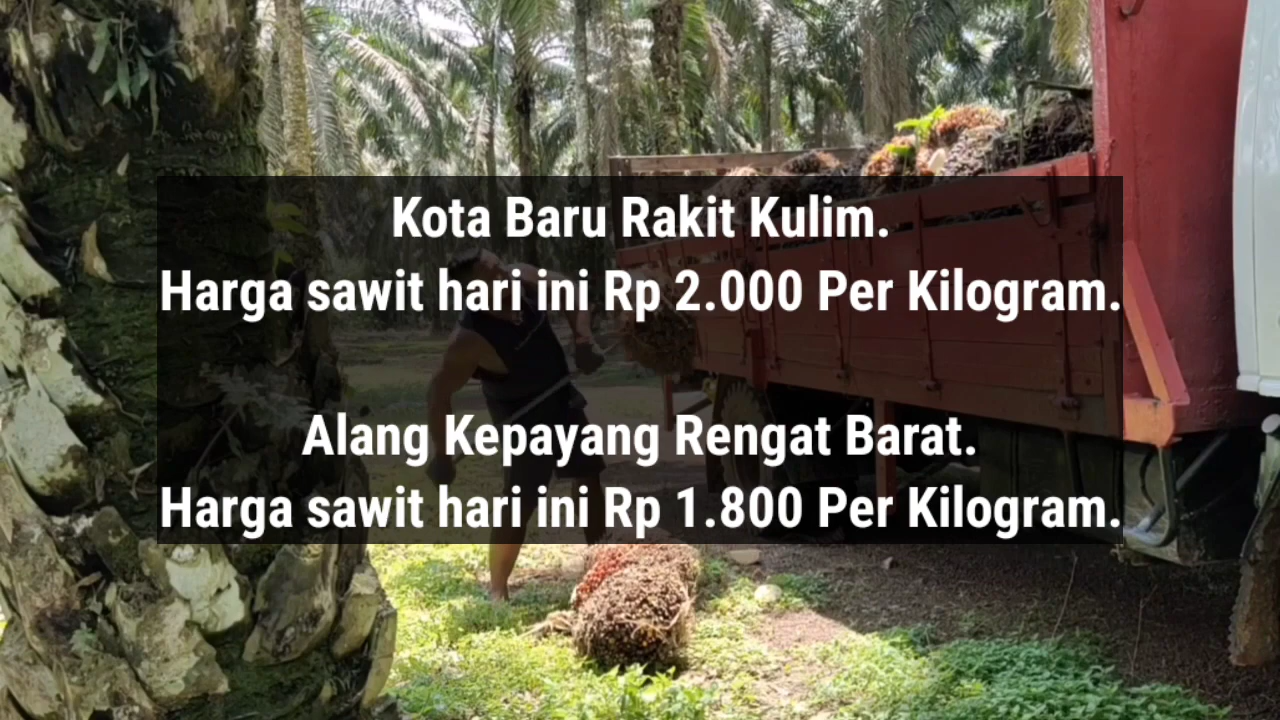 Kota Baru Rakit Kulim.
Harga sawit hari ini Rp 2.000 Per Kilogram.
Alang Kepayang Rengat Barat.
Harga sawit hari ini Rp 1.800 Per Kilogram.